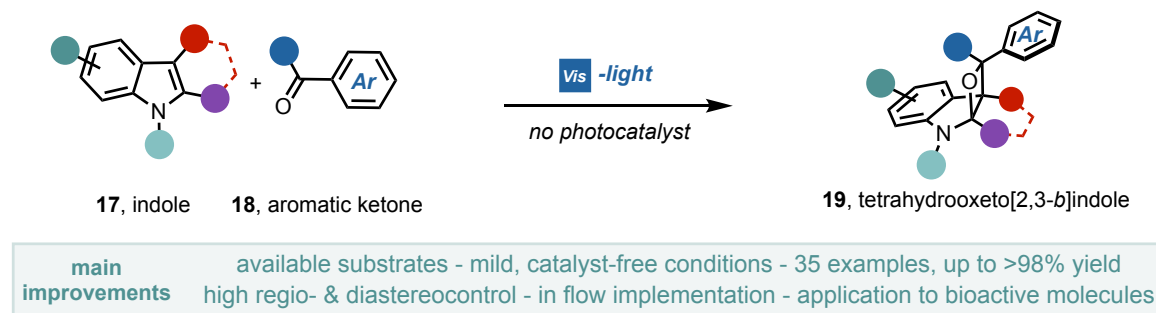 Ar
O
N
+
O
Ar
Vis -light
no photocatalyst
N
17, indole
18, aromatic ketone
19, tetrahydrooxeto[2,3-b]indole
main improvements
available substrates - mild, catalyst-free conditions - 35 examples, up to >98% yield
high regio- & diastereocontrol - in flow implementation - application to bioactive molecules